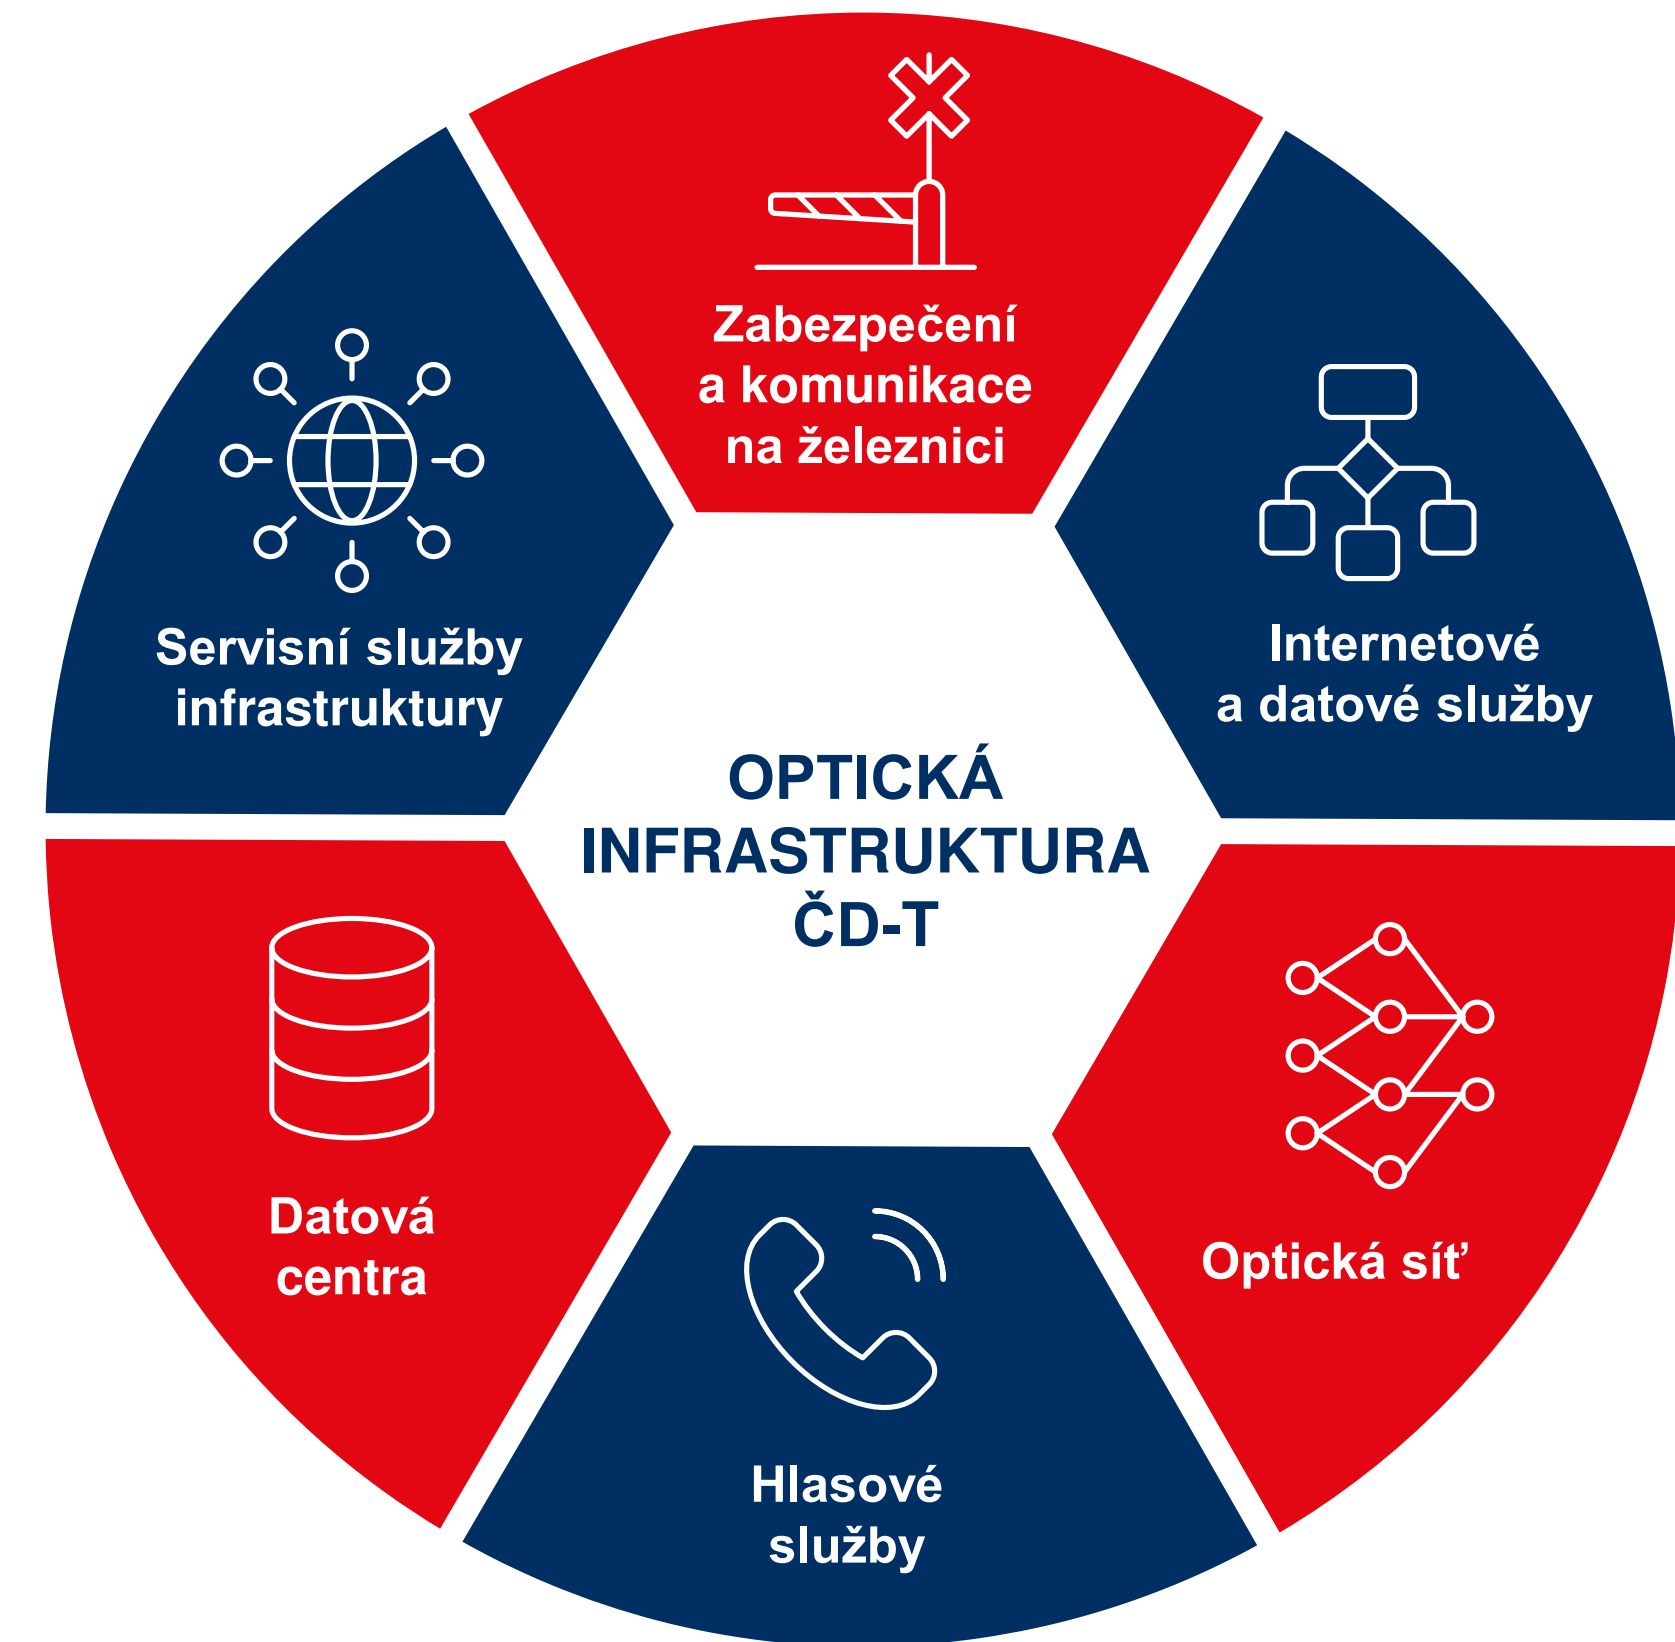 Zabezpečení
a komunikace
na železnici
Internetové
a datové služby
Optická síť
Hlasové
služby
Datová
centra
Servisní služby
infrastruktury
OPTICKÁ
INFRASTRUKTURA
ČD-T